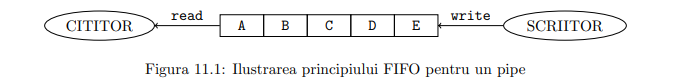 read write
CITITOR A B C D E SCRIITOR
Figura 11.1: Ilustrarea principiului FIFO pentru un pipe